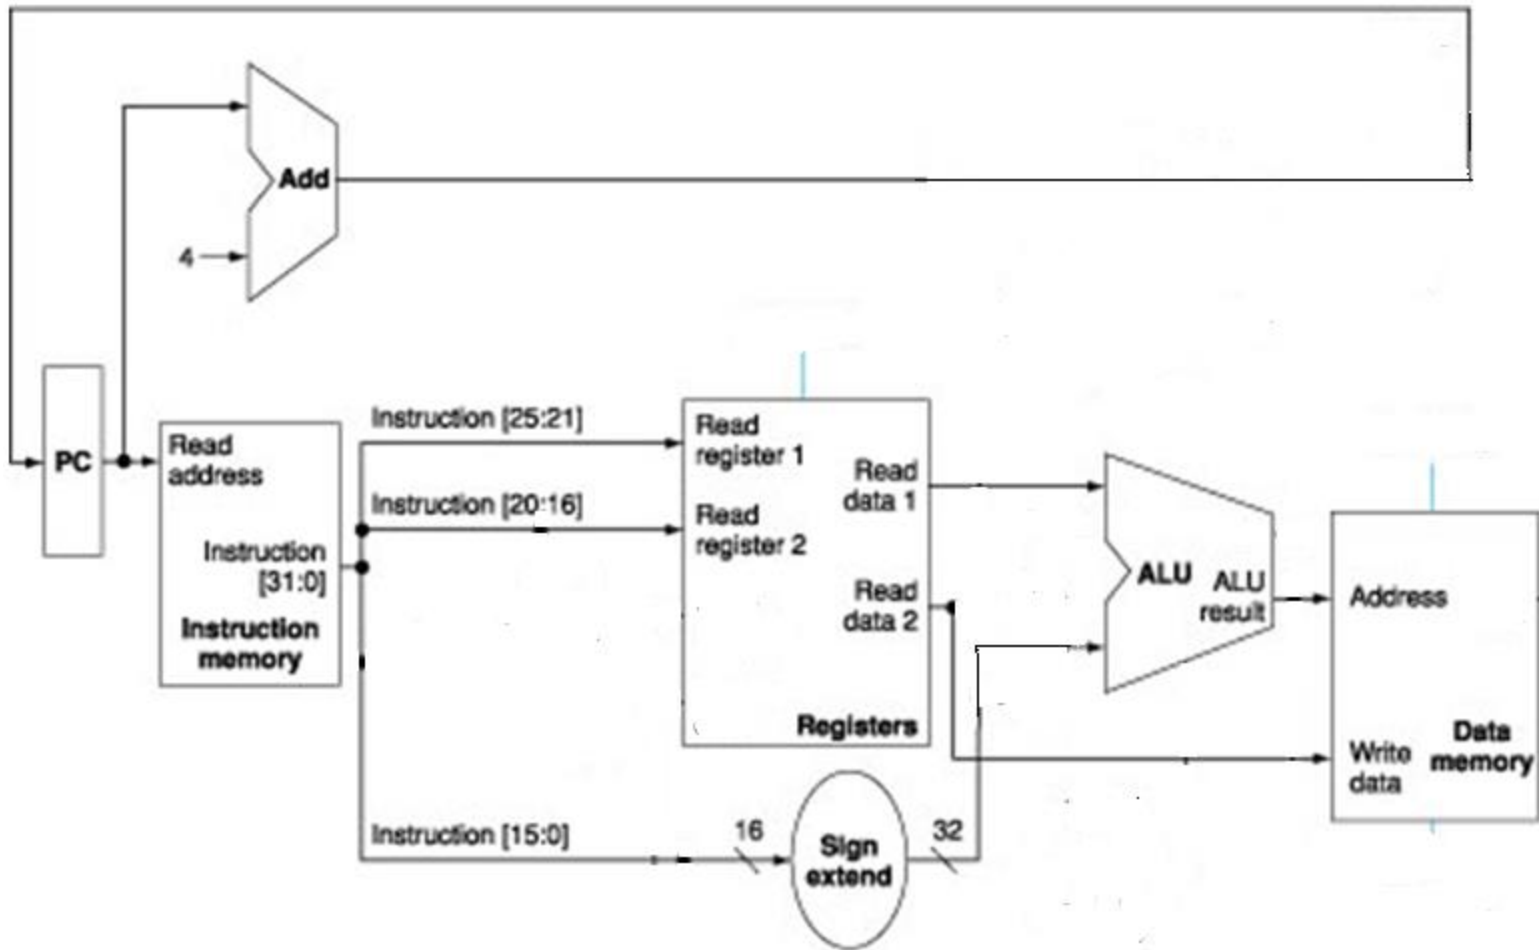 Add
4
PC
Read
address
Instruction
[31:0]
Instruction
memory
Instruction [25:21]
Instruction [20:16]
Instruction [15:0]
Read
register 1
Read
register 2
Read
data 1
Read
data 2
Registers
16
Sign
extend
32
ALU
ALU
result
Address
Write
data
Data
memory